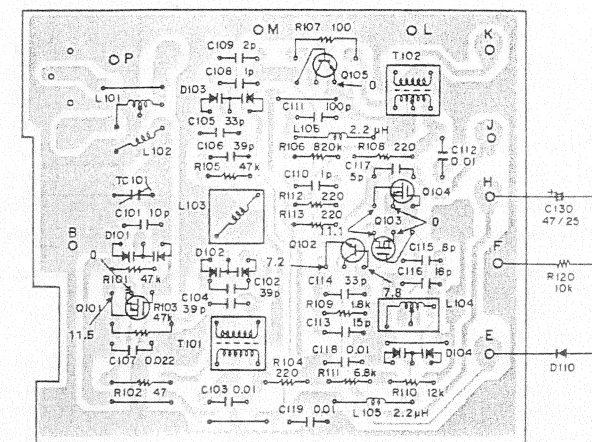 R107 100
M
L
K
C109 2p
P
T102
C108 1p
Q105
D103
0
L101
C111 100p
C105 33p
L106 2.2μH
J
L102
C106 39p
R106 820k
R108 220
C112
0.01
R105 47k
C117
5p
C110 1p
H
TC101
R112 220
Q104
C130
47/25
L103
R113 220
C101 10p
11.1
Q103
0
B
D101
Q102
C115 8p
F
0
D102
7.2
C116 18p
R120
10k
R101 47k
C102
39p
C114 33p
7.8
L104
C104
39p
R109 1.8k
Q101
R103
47k
C113 15p
11.5
T101
E
C107 0.022
C118 0.01
D104
R104
220
R111 6.8k
D110
R102 47
C103 0.01
R110 12k
C119 0.01
L105 2.2μH